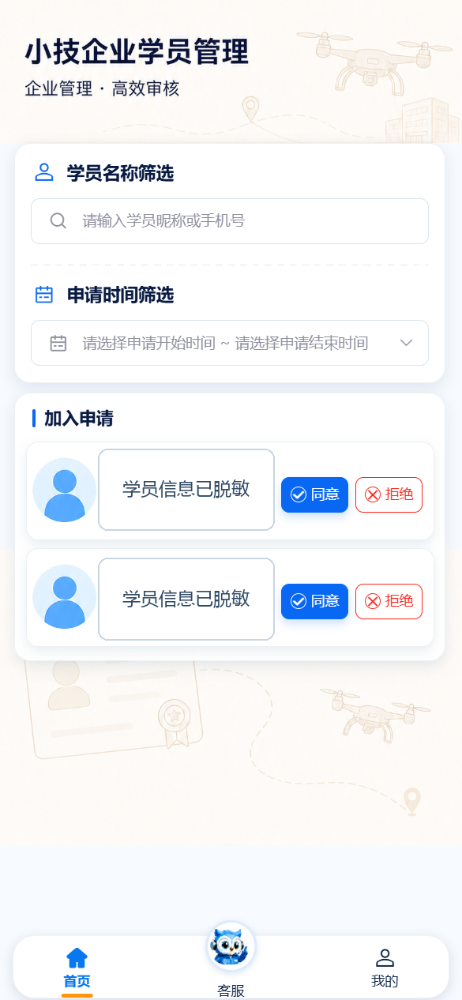 小技企业学员管理
企业管理 · 高效审核
学员名称筛选
请输入学员昵称或手机号
申请时间筛选
请选择申请开始时间 ~ 请选择申请结束时间
加入申请
学员信息已脱敏
同意
拒绝
学员信息已脱敏
同意
拒绝
首页
客服
我的